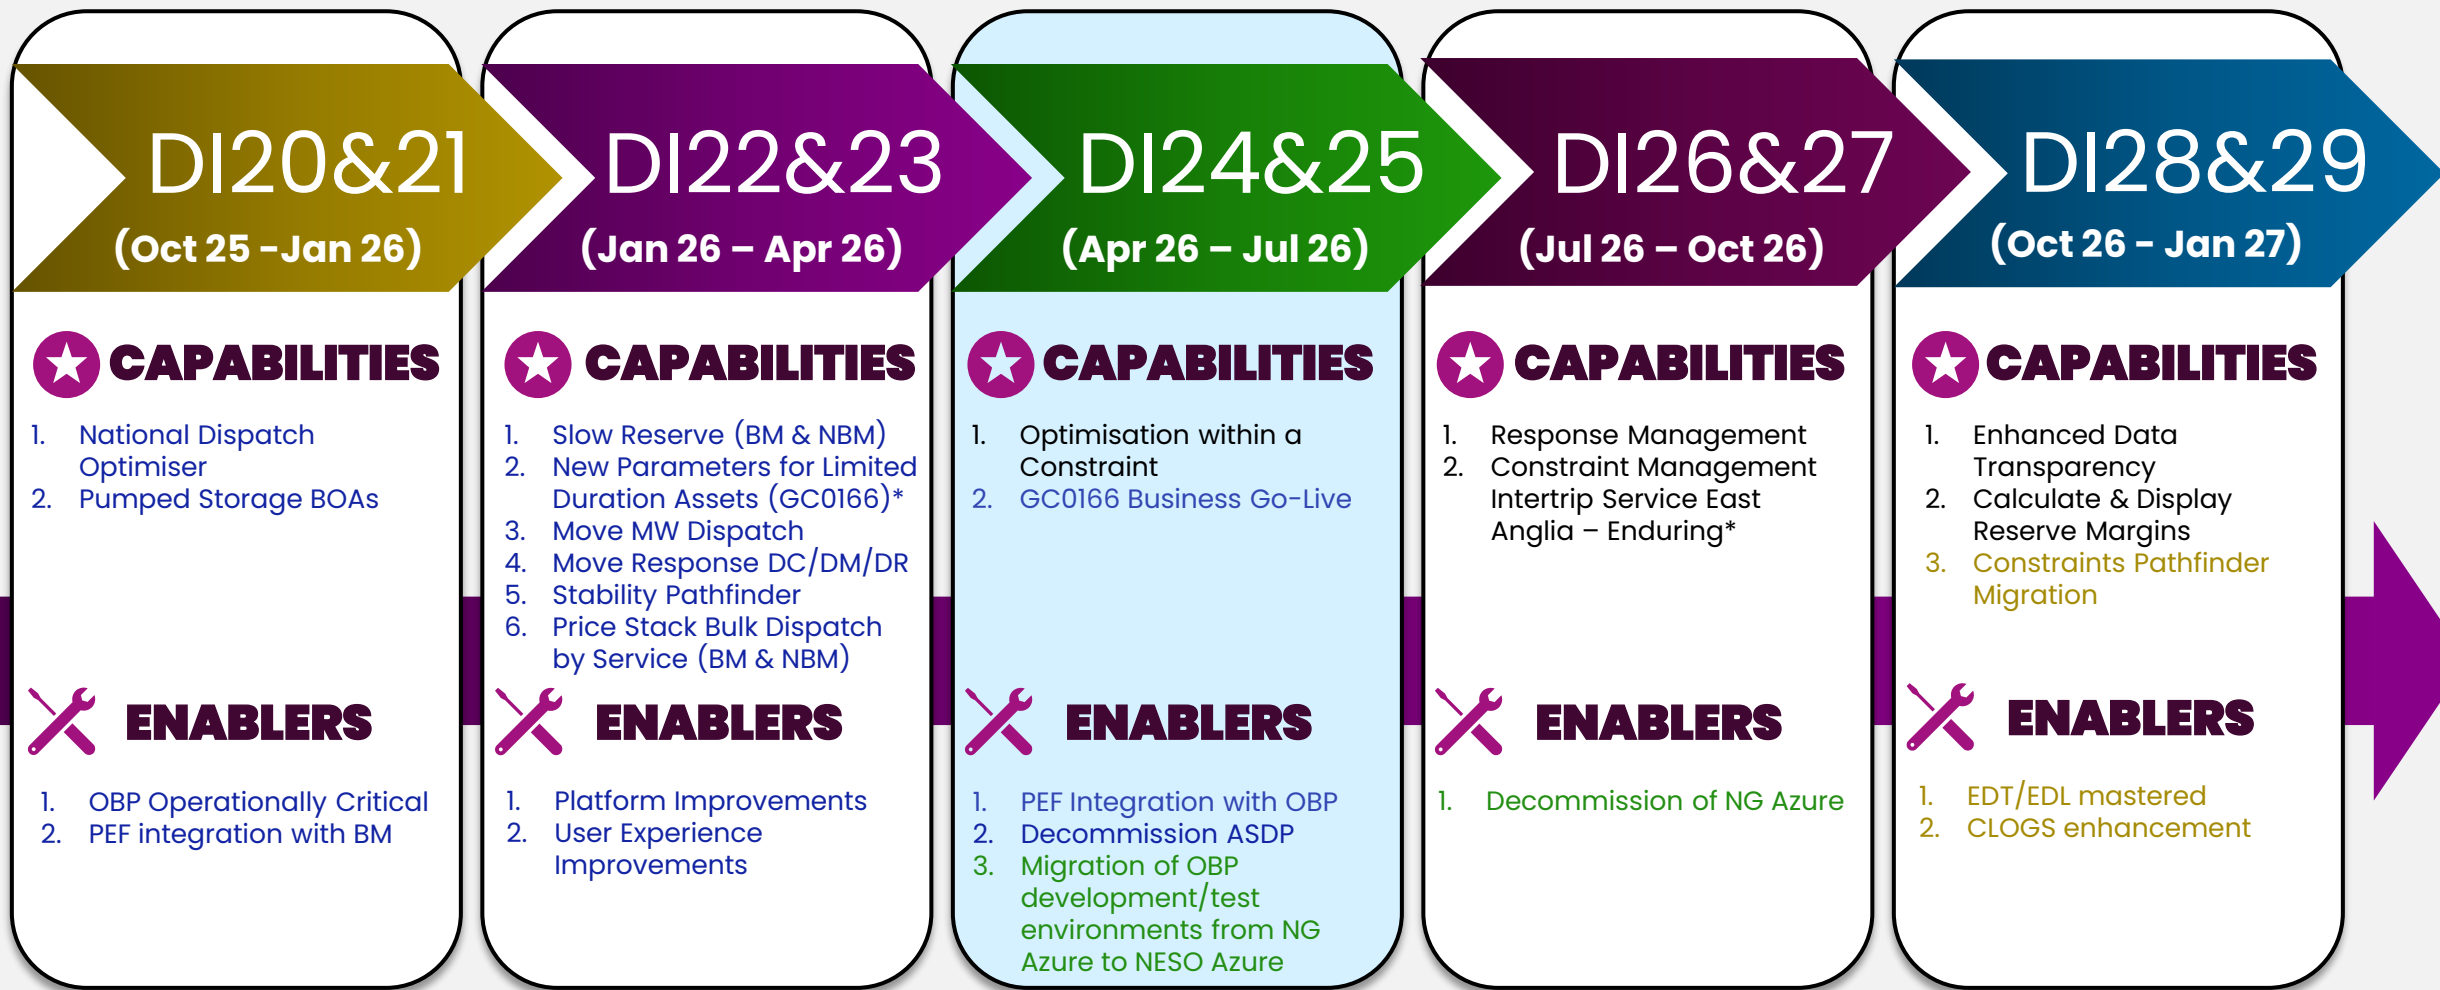 DI20&21
(Oct 25 -Jan 26)
CAPABILITIES
1. National Dispatch
Optimiser
2. Pumped Storage BOAs
ENABLERS
1. OBP Operationally Critical
2. PEF integration with BM
DI22&23
(Jan 26 – Apr 26)
CAPABILITIES
1. Slow Reserve (BM & NBM)
2. New Parameters for Limited
Duration Assets (GC0166)*
3. Move MW Dispatch
4. Move Response DC/DM/DR
5. Stability Pathfinder
6. Price Stack Bulk Dispatch
by Service (BM & NBM)
ENABLERS
1. Platform Improvements
2. User Experience
Improvements
DI24&25
(Apr 26 – Jul 26)
CAPABILITIES
1. Optimisation within a
Constraint
2. GC0166 Business Go-Live
ENABLERS
1. PEF Integration with OBP
2. Decommission ASDP
3. Migration of OBP
development/test
environments from NG
Azure to NESO Azure
DI26&27
(Jul 26 – Oct 26)
CAPABILITIES
1. Response Management
2. Constraint Management
Intertrip Service East
Anglia – Enduring*
ENABLERS
1. Decommission of NG Azure
DI28&29
(Oct 26 - Jan 27)
CAPABILITIES
1. Enhanced Data
Transparency
2. Calculate & Display
Reserve Margins
3. Constraints Pathfinder
Migration
ENABLERS
1. EDT/EDL mastered
2. CLOGS enhancement